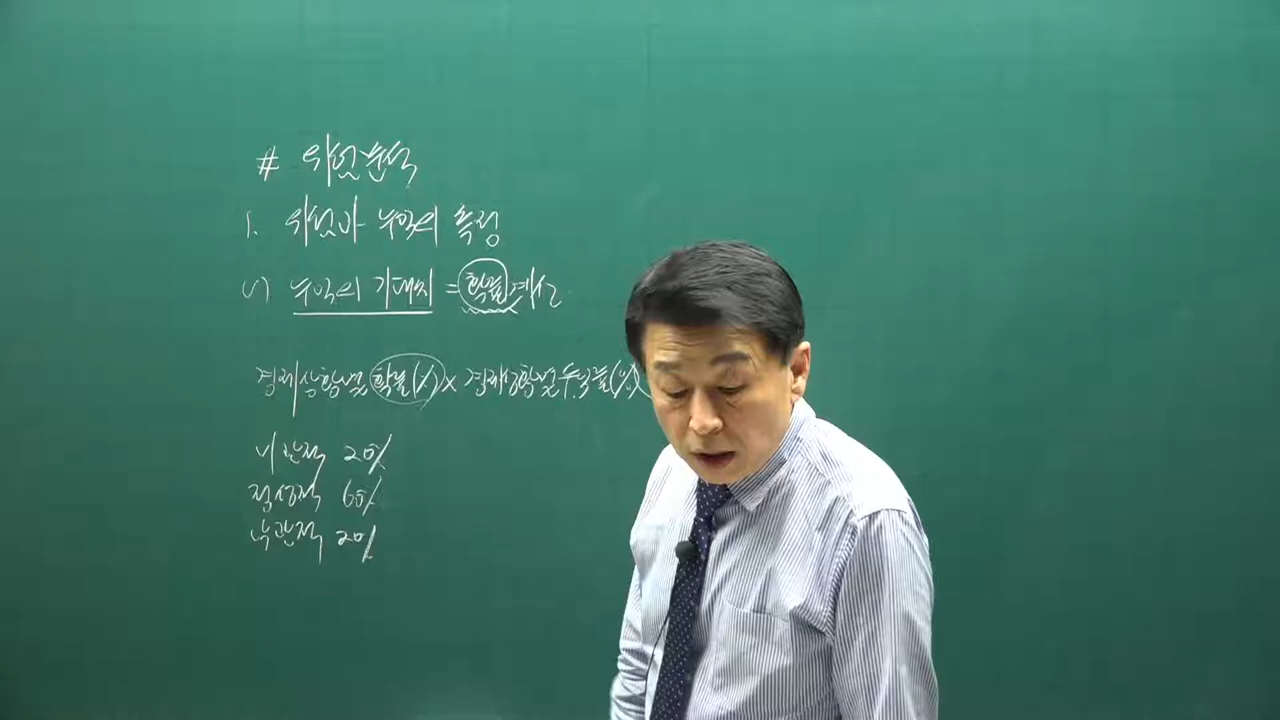 # 위험분석
1. 위험과 수익의 측정
(1) 수익의 기대치 = 확률계산
경제상황별 확률(%) × 경제상황별 수익률(%)
비관적 20%
정상적 60%
낙관적 20%